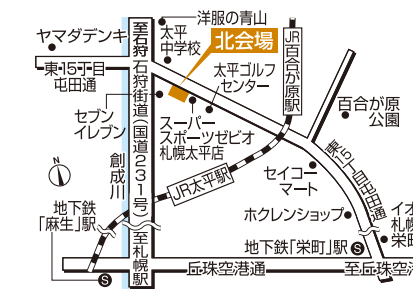 洋服の青山
ヤマダデンキ
至石狩
太平
中学校
北会場
JR百合が原駅
東15丁目
屯田通
石狩街道（国道231号）
太平ゴルフ
センター
百合が原
公園
セブン
イレブン
スーパー
スポーツゼビオ
札幌太平店
東15丁目屯田通
N
創成川
JR太平駅
セイコー
マート
地下鉄
「麻生」駅
ホクレンショップ
イオ
札幌
栄町
地下鉄「栄町」駅
至札幌駅
S
S
丘珠空港通
至丘珠空